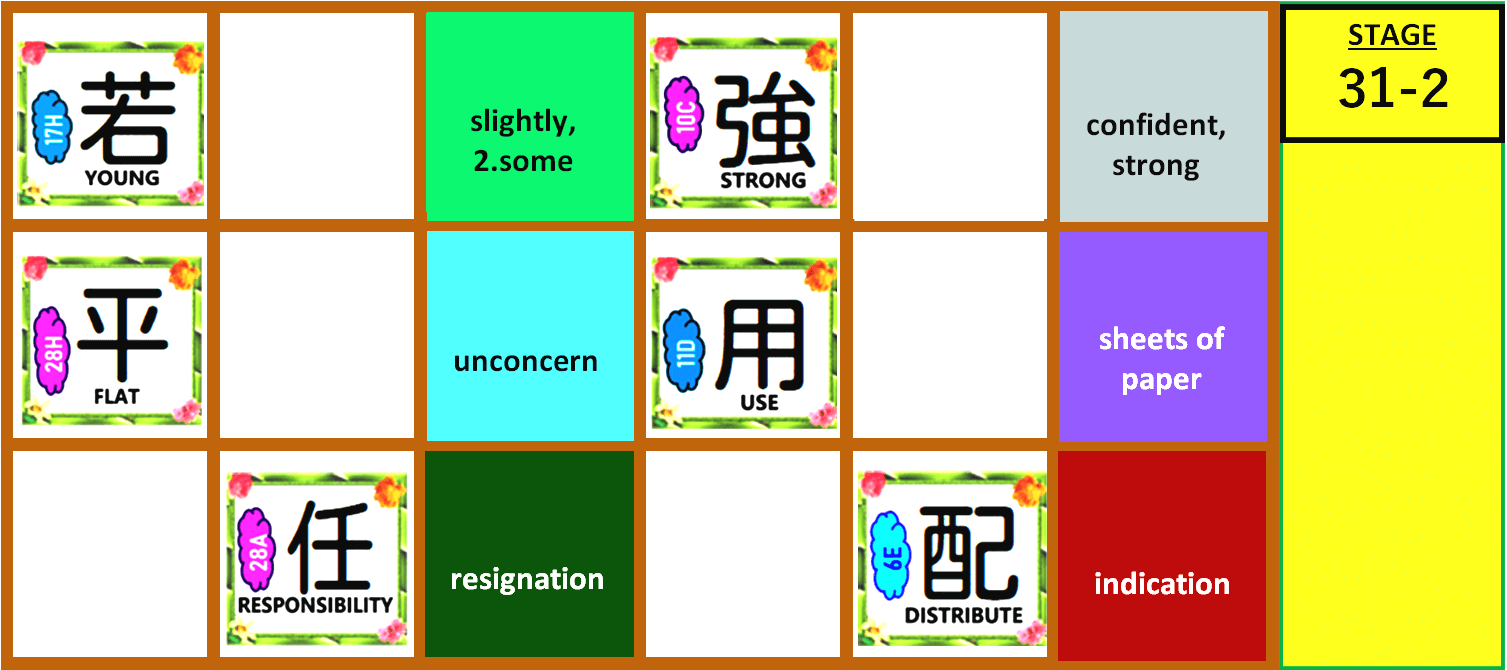 17H
若
YOUNG
slightly,
2.some
10C
強
STRONG
confident,
strong
STAGE
31-2
28H
平
FLAT
unconcern
11D
用
USE
sheets of
paper
28A
任
RESPONSIBILITY
resignation
6E
配
DISTRIBUTE
indication